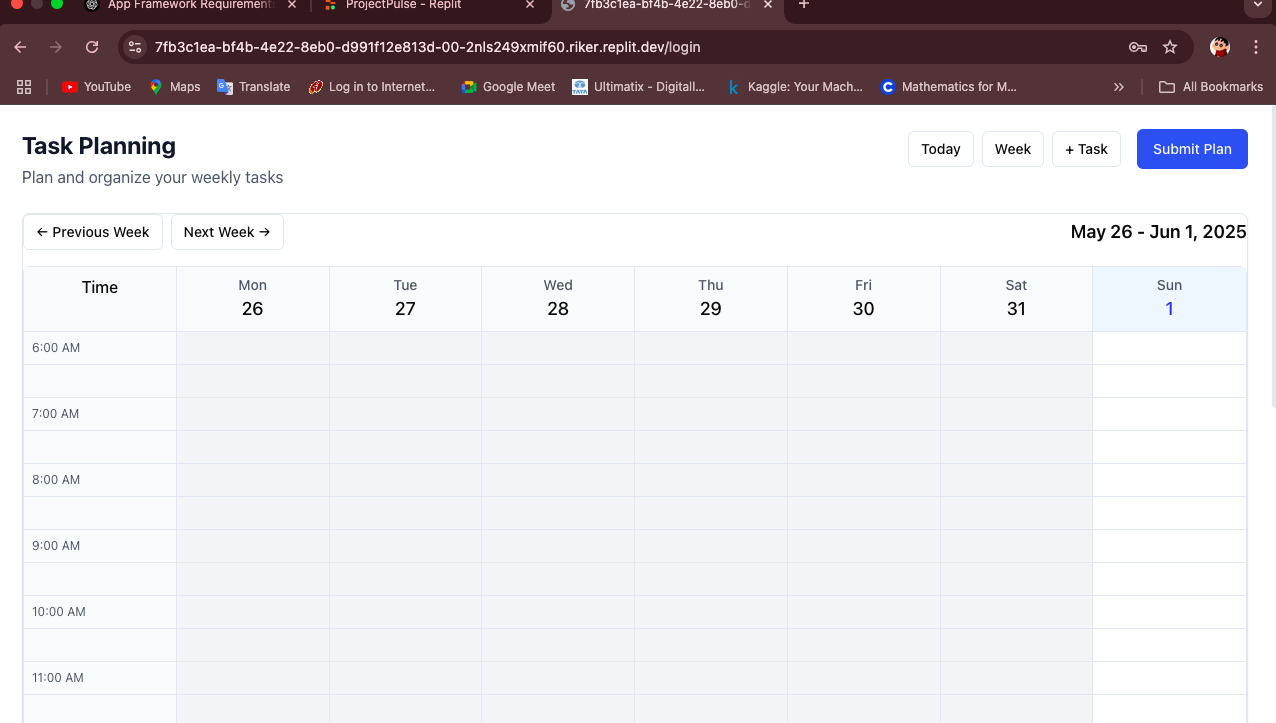 App Framework Requirement
ProjectPulse - Replit
7fb3c1ea-bf4b-4e22-8eb0-d
7fb3c1ea-bf4b-4e22-8eb0-d991f12e813d-00-2nls249xmif60.riker.replit.dev/login
YouTube
Maps
Translate
Log in to Internet...
Google Meet
TATA
Ultimatix - Digitall...
k
Kaggle: Your Mach...
C
Mathematics for M...
»
All Bookmarks
Task Planning
Plan and organize your weekly tasks
Today
Week
+ Task
Submit Plan
← Previous Week
Next Week →
May 26 - Jun 1, 2025
Time
Mon
26
Tue
27
Wed
28
Thu
29
Fri
30
Sat
31
Sun
1
6:00 AM
7:00 AM
8:00 AM
9:00 AM
10:00 AM
11:00 AM